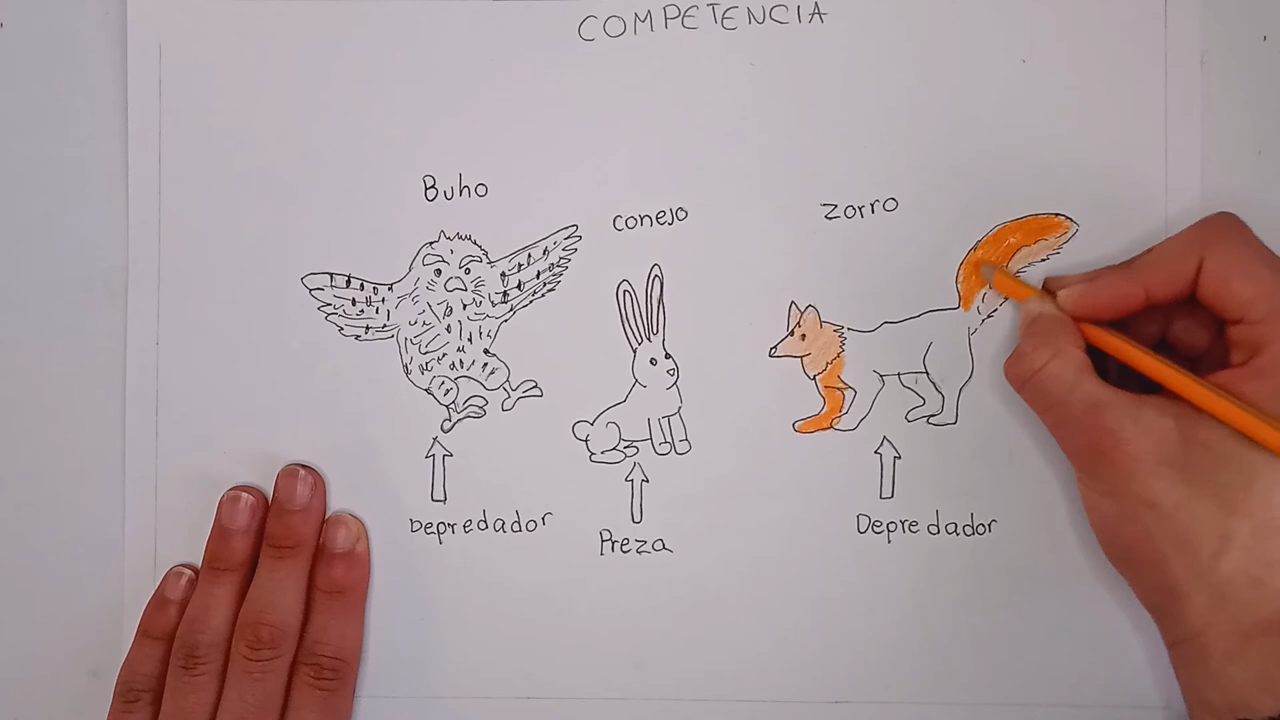 COMPETENCIA
Buho
conejo
zorro
Depredador
Preza
Depredador